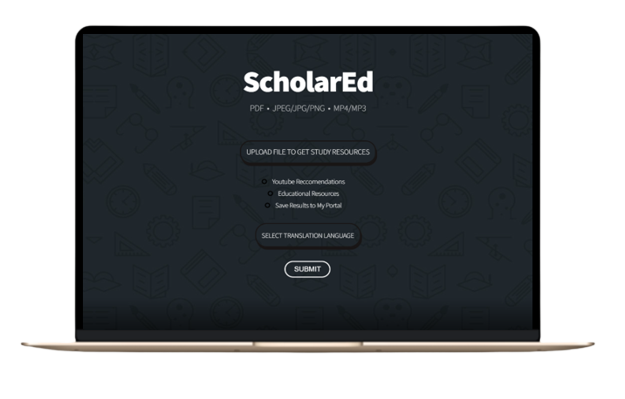 ScholarEd
PDF • JPEG/JPG/PNG • MP4/MP3
UPLOAD FILE TO GET STUDY RESOURCES
Youtube Reccomendations
Educational Resources
Save Results to My Portal
SELECT TRANSLATION LANGUAGE
SUBMIT